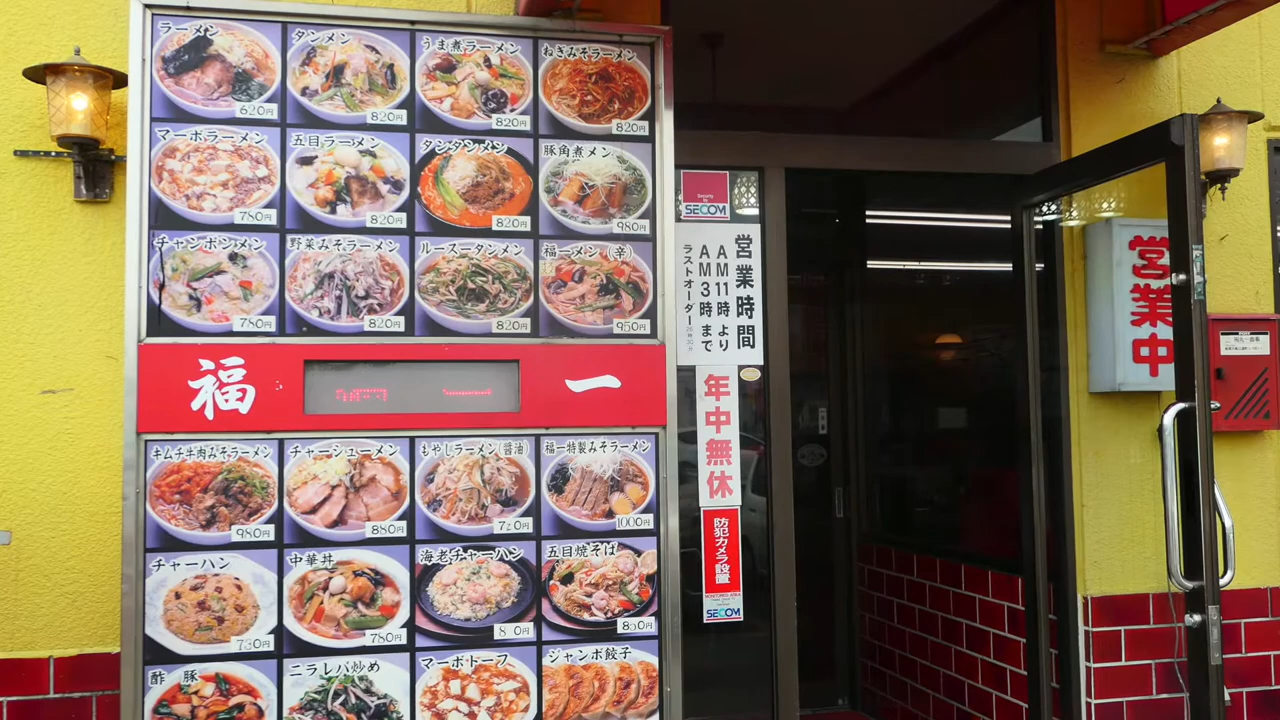 ラーメン
620円
タンメン
820円
うま煮ラーメン
820円
ねぎみそラーメン
820円
マーボラーメン
780円
五目ラーメン
820円
タンタンメン
820円
豚角煮メン
980円
チャンポンメン
780円
野菜みそラーメン
820円
ルースータンメン
820円
福一メン(辛)
950円
福一
キムチ牛肉みそラーメン
980円
チャーシューメン
880円
もやしラーメン(醤油)
720円
福一特製みそラーメン
1000円
チャーハン
円
中華丼
780円
海老チャーハン
円
五目焼そば
円
酢豚
ニラレバ炒め
マーボトーフ
ジャンボ餃子
Security by
SECOM
営業時間
AM11時より
AM3時まで
ラストオーダー
年中無休
防犯カメラ設置
SECOM
営業中
POST